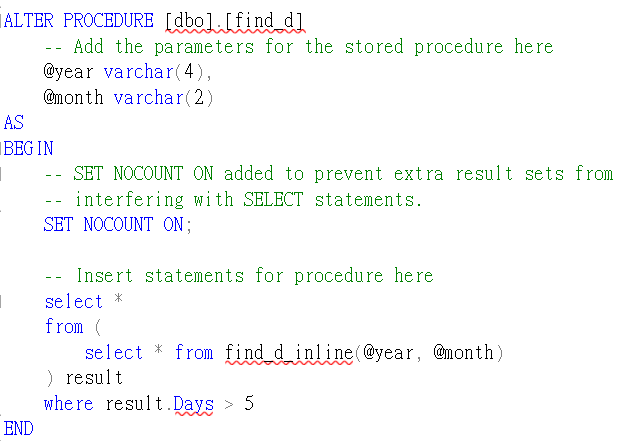 ALTER PROCEDURE [dbo].[find_d]
-- Add the parameters for the stored procedure here
@year varchar(4),
@month varchar(2)
AS
BEGIN
-- SET NOCOUNT ON added to prevent extra result sets from
-- interfering with SELECT statements.
SET NOCOUNT ON;
-- Insert statements for procedure here
select *
from (
select * from find_d_inline(@year, @month)
) result
where result.Days > 5
END